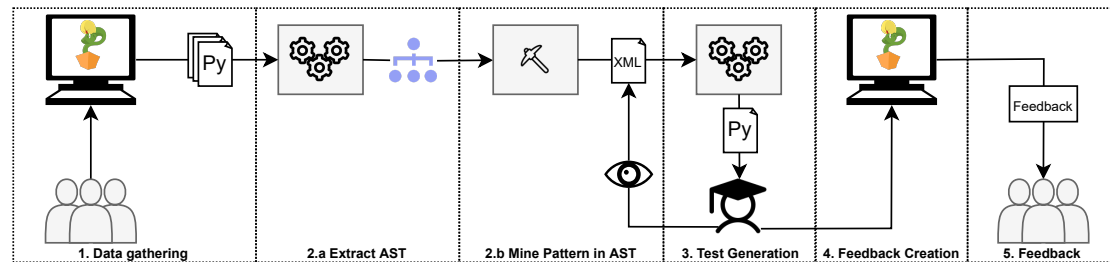 Py
XML
Py
Feedback
1. Data gathering
2.a Extract AST
2.b Mine Pattern in AST
3. Test Generation
4. Feedback Creation
5. Feedback